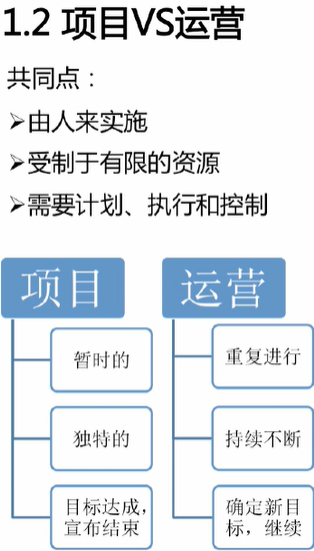 1.2 项目VS运营
共同点：
➢由人来实施
➢受制于有限的资源
➢需要计划、执行和控制
项目
暂时的
独特的
目标达成，
宣布结束
运营
重复进行
持续不断
确定新目
标，继续